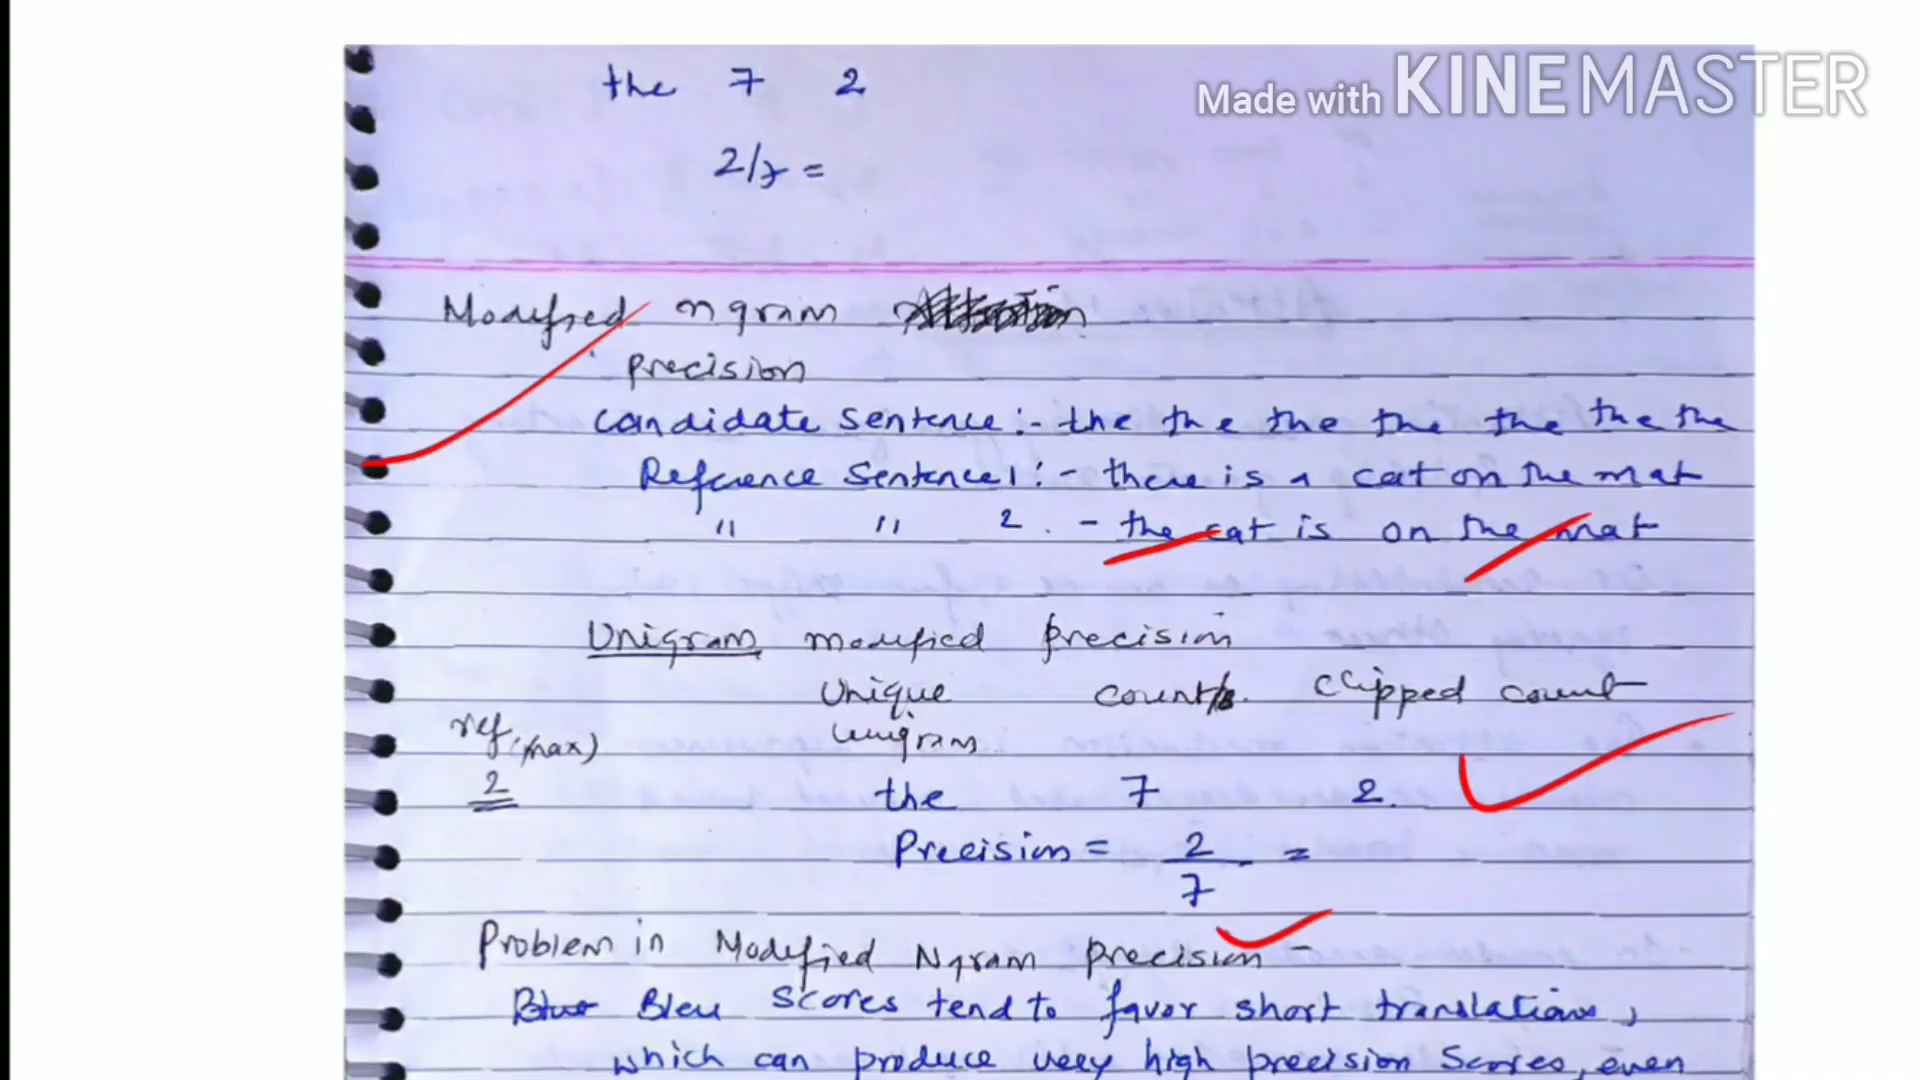 the 7 2
Made with KINEMASTER
2/7 =
Modified n gram
precision
candidate Sentence :- the the the the the the the
Reference Sentence 1 :- there is a cat on the mat
" " 2 . - the cat is on the mat
Unigram modified precision
Unique count clipped count
unigram
ref (max)
2
the 7 2.
Precision = 2/7 =
Problem in Modified Ngram precision -
Bleu scores tend to favor short translations,
which can produce very high precision scores, even